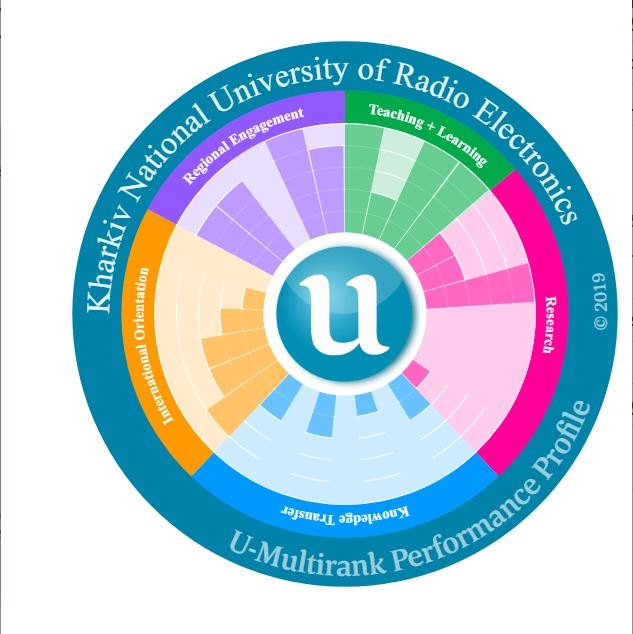 Kharkiv National University of Radio Electronics
Teaching + Learning
Research
Knowledge Transfer
International Orientation
Regional Engagement
u
© 2019
U-Multirank Performance Profile